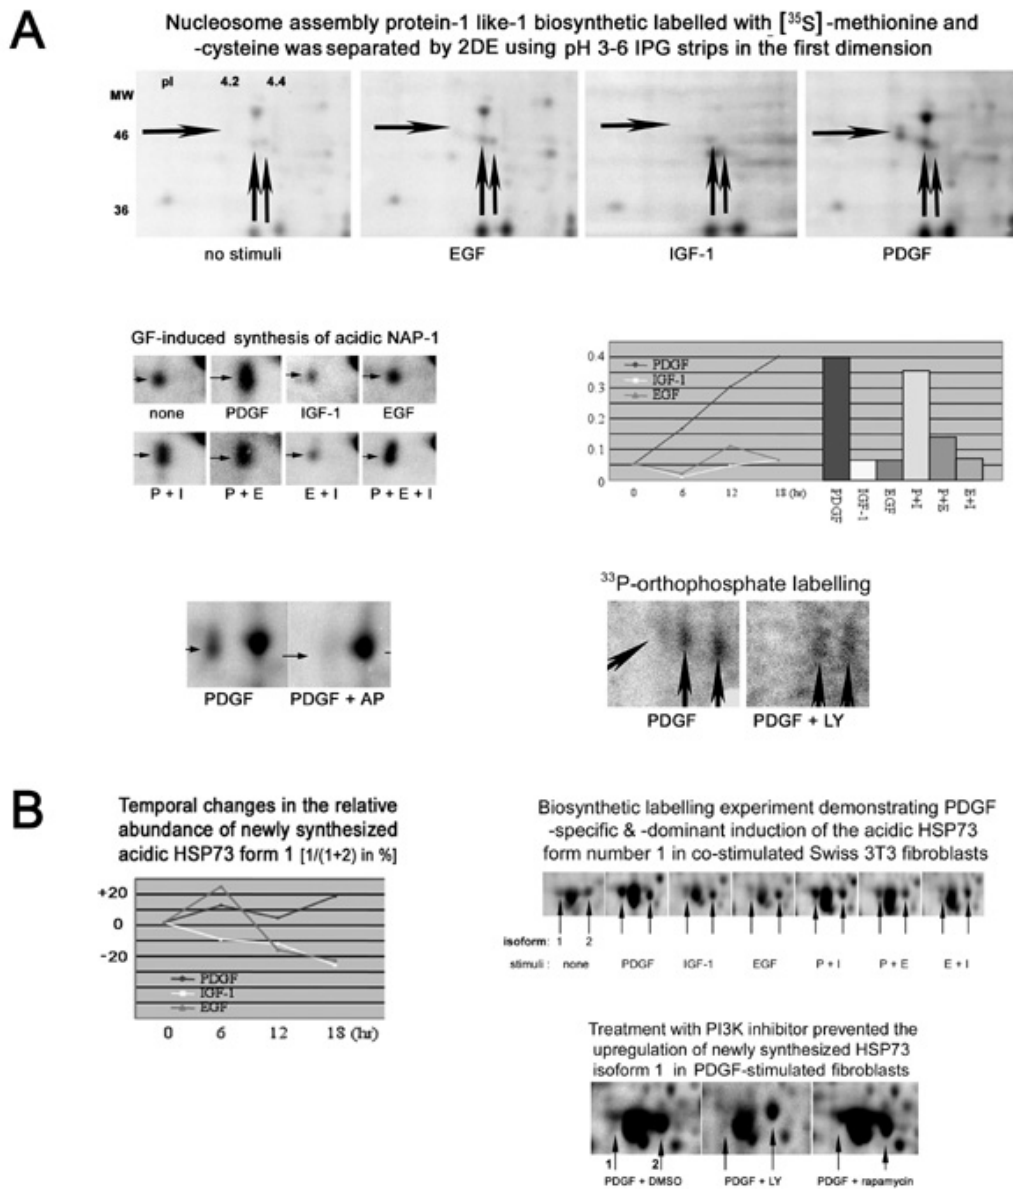 A
Nucleosome assembly protein-1 like-1 biosynthetic labelled with [³⁵S]-methionine and
-cysteine was separated by 2DE using pH 3-6 IPG strips in the first dimension
pI 4.2 4.4
MW
46
36
no stimuli EGF IGF-1 PDGF
GF-induced synthesis of acidic NAP-1
none PDGF IGF-1 EGF
P + I P + E E + I P + E + I
0.4
0.3
0.2
0.1
0
PDGF
IGF-1
EGF
0 6 12 18 (hr) PDGF IGF-1 EGF P+I P+E E+I
PDGF PDGF + AP
³³P-orthophosphate labelling
PDGF PDGF + LY
B
Temporal changes in the relative
abundance of newly synthesized
acidic HSP73 form 1 [1/(1+2) in %]
+20
0
-20
PDGF
IGF-1
EGF
0 6 12 18 (hr)
Biosynthetic labelling experiment demonstrating PDGF
-specific & -dominant induction of the acidic HSP73
form number 1 in co-stimulated Swiss 3T3 fibroblasts
isoform: 1 2
stimuli : none PDGF IGF-1 EGF P + I P + E E + I
Treatment with PI3K inhibitor prevented the
upregulation of newly synthesized HSP73
isoform 1 in PDGF-stimulated fibroblasts
1 2
PDGF + DMSO PDGF + LY PDGF + rapamycin